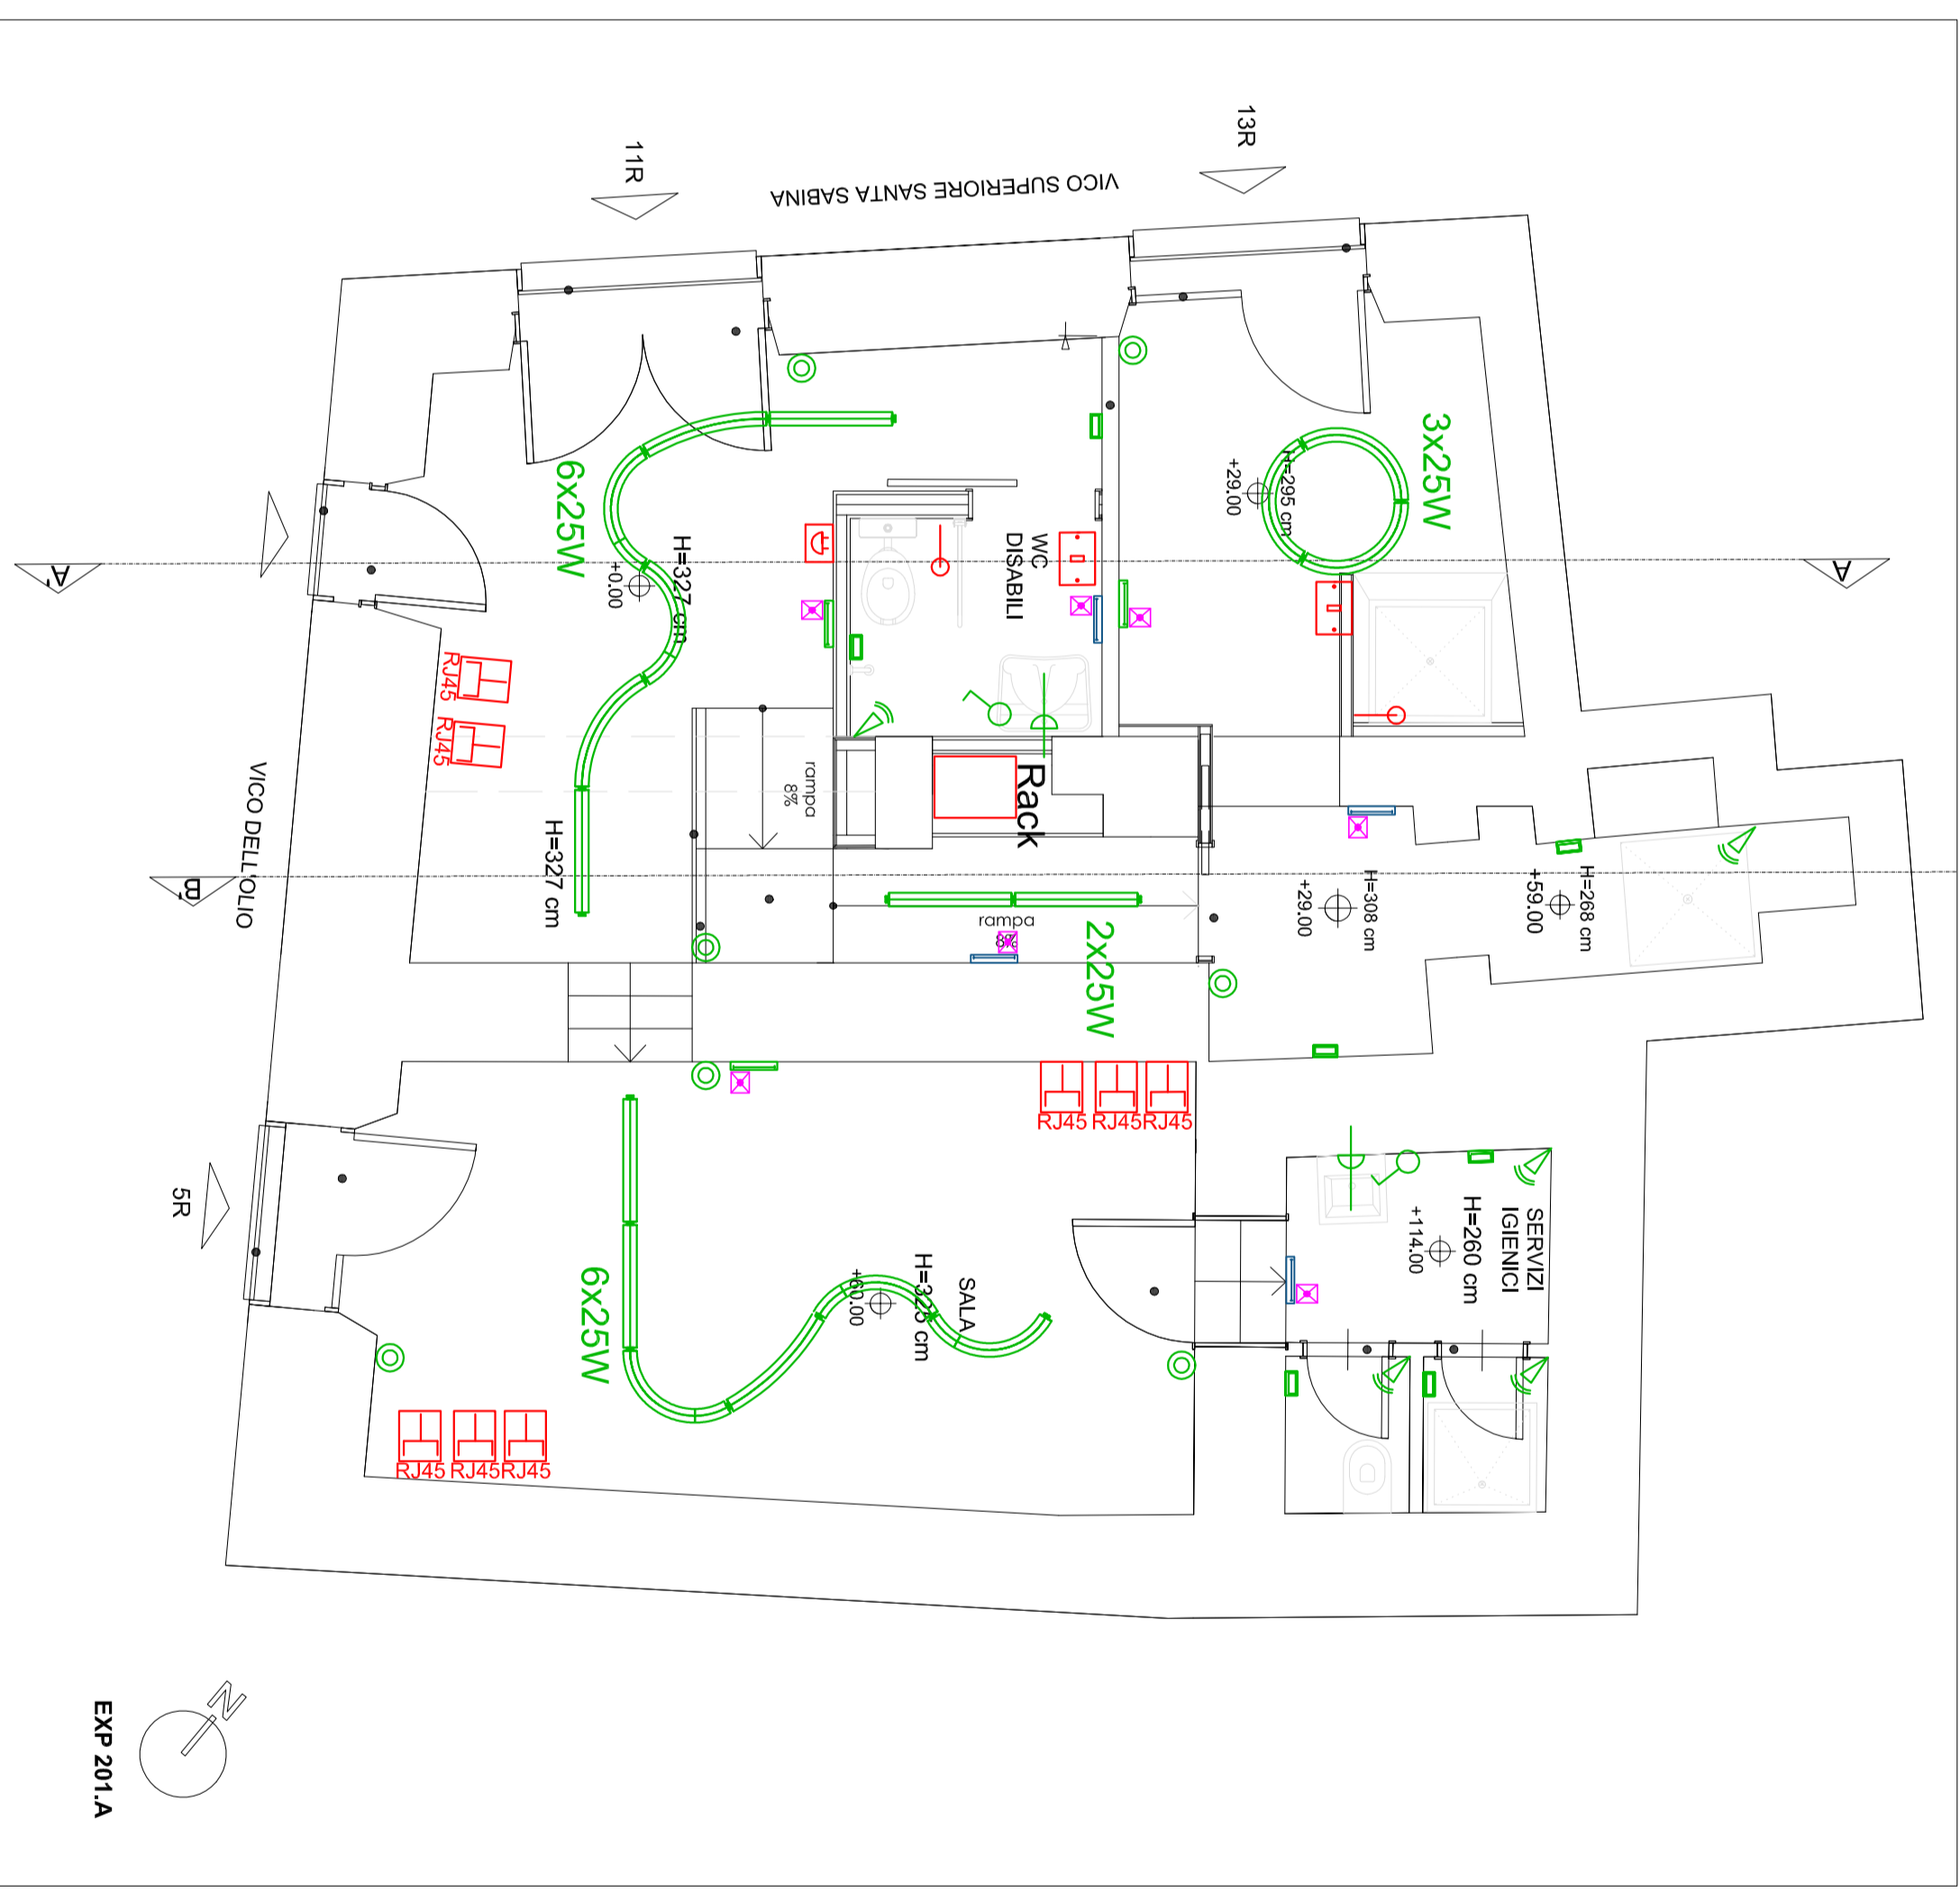 13R
11R
VICO SUPERIORE SANTA SABINA
3x25W
H=295 cm
+29.00
6x25W
H=327 cm
+0.00
WC
DISABILI
A
A'
RJ45
RJ45
Rack
rampa
8%
H=327 cm
VICO DELL'OLIO
B'
rampa
8%
2x25W
H=308 cm
+29.00
H=268 cm
+59.00
RJ45
RJ45
RJ45
5R
SERVIZI
IGIENICI
H=260 cm
+114.00
SALA
H=325 cm
+60.00
6x25W
RJ45
RJ45
RJ45
N
EXP 201.A